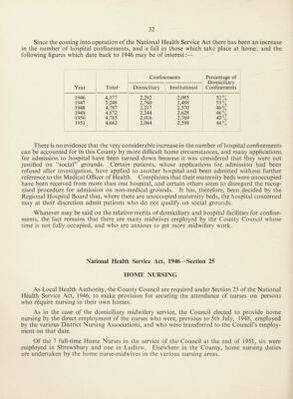 32
Since the coming into operation of the National Health Service Act there has been an increase
in the number of hospital confinements, and a fall in those which take place at home; and the
following figures which date back to 1946 may be of interest:—
Confinements Percentage of
Domiciliary
Year Total Domiciliary Institutional Confinements
1946 4,377 2,292 2,085 52%
1947 5,248 2,760 2,488 53%
1948 4,787 2,217 2,570 46%
1949 4,872 2,244 2,628 46%
1950 4,785 2,016 2,769 42%
1951 4,662 2,064 2,598 44%
There is no evidence that the very considerable increase in the number of hospital confinements
can be accounted for in this County by more difficult home circumstances, and many applications
for admission to hospital have been turned down because it was considered that they were not
justified on "social" grounds. Certain patients, whose applications for admission had been
refused after investigation, have applied to another hospital and been admitted without further
reference to the Medical Officer of Health. Complaints that their maternity beds were unoccupied
have been received from more than one hospital, and certain others seem to disregard the recog-
nised procedure for admission on non-medical grounds. It has, therefore, been decided by the
Regional Hospital Board that, where there are unoccupied maternity beds, the hospital concerned
may at their discretion admit patients who do not qualify on social grounds.
Whatever may be said on the relative merits of domiciliary and hospital facilities for confine-
ments, the fact remains that there are many midwives employed by the County Council whose
time is not fully occupied, and who are anxious to get more midwifery work.
National Health Service Act, 1946—Section 25
HOME NURSING
As Local Health Authority, the County Council are required under Section 25 of the National
Health Service Act, 1946, to make provision for securing the attendance of nurses on persons
who require nursing in their own homes.
As in the case of the domiciliary midwifery service, the Council elected to provide home
nursing by the direct employment of the nurses who were, previous to 5th July, 1948, employed
by the various District Nursing Associations, and who were transferred to the Council's employ-
ment on that date.
Of the 7 full-time Home Nurses in the service of the Council at the end of 1951, six were
employed in Shrewsbury and one in Ludlow. Elsewhere in the County, home nursing duties
are undertaken by the home nurse-midwives in the various nursing areas.